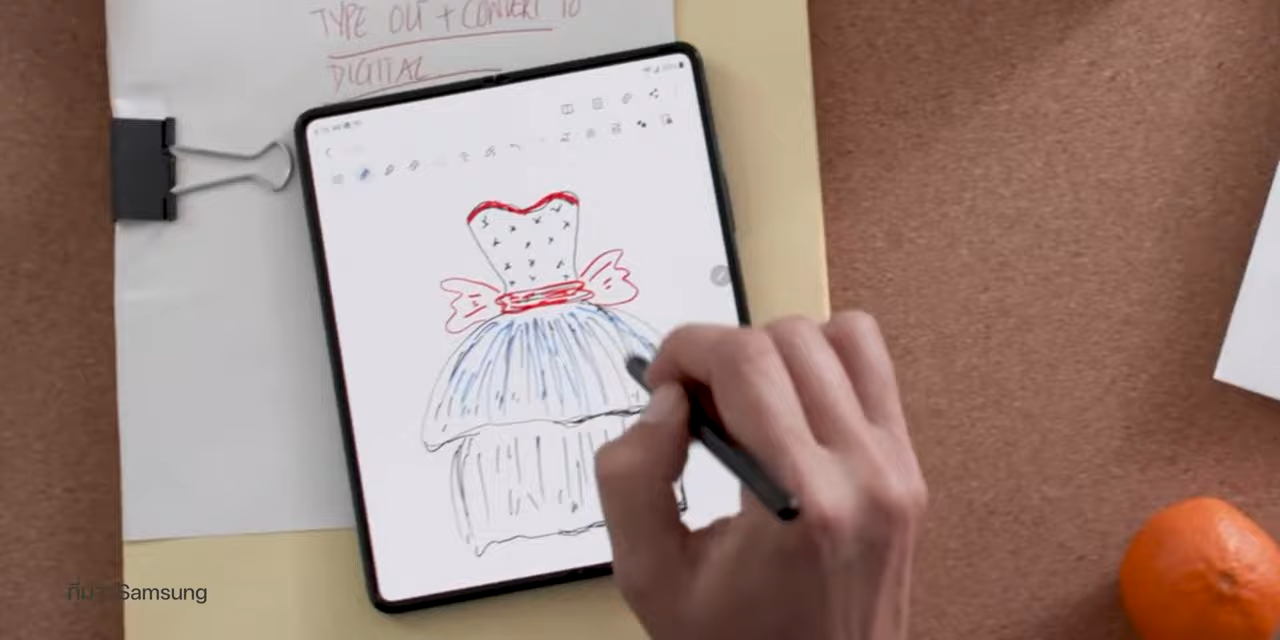 TYPE OUT + CONVERT TO
DIGITAL
ที่มา: Samsung